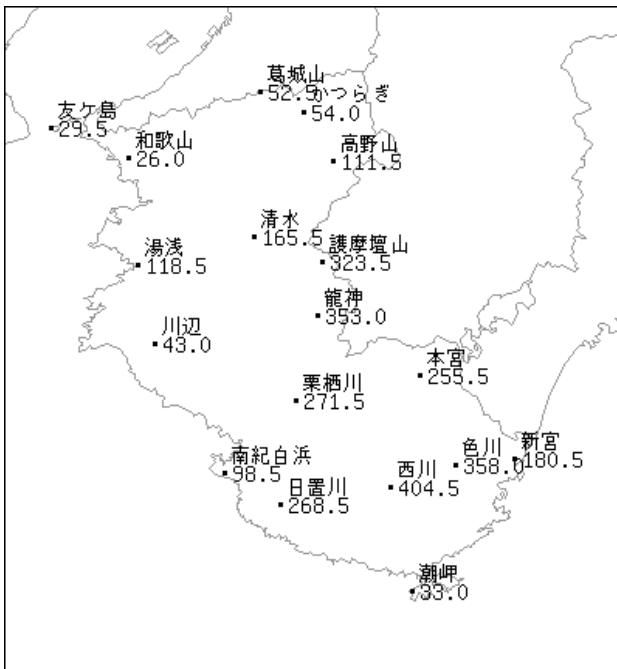 葛城山
52.5
かつらぎ
54.0
友ケ島
29.5
和歌山
26.0
高野山
111.5
清水
165.5
湯浅
118.5
護摩壇山
323.5
龍神
353.0
川辺
43.0
本宮
255.5
栗栖川
271.5
南紀白浜
98.5
日置川
268.5
西川
404.5
色川
358.0
新宮
180.5
潮岬
33.0